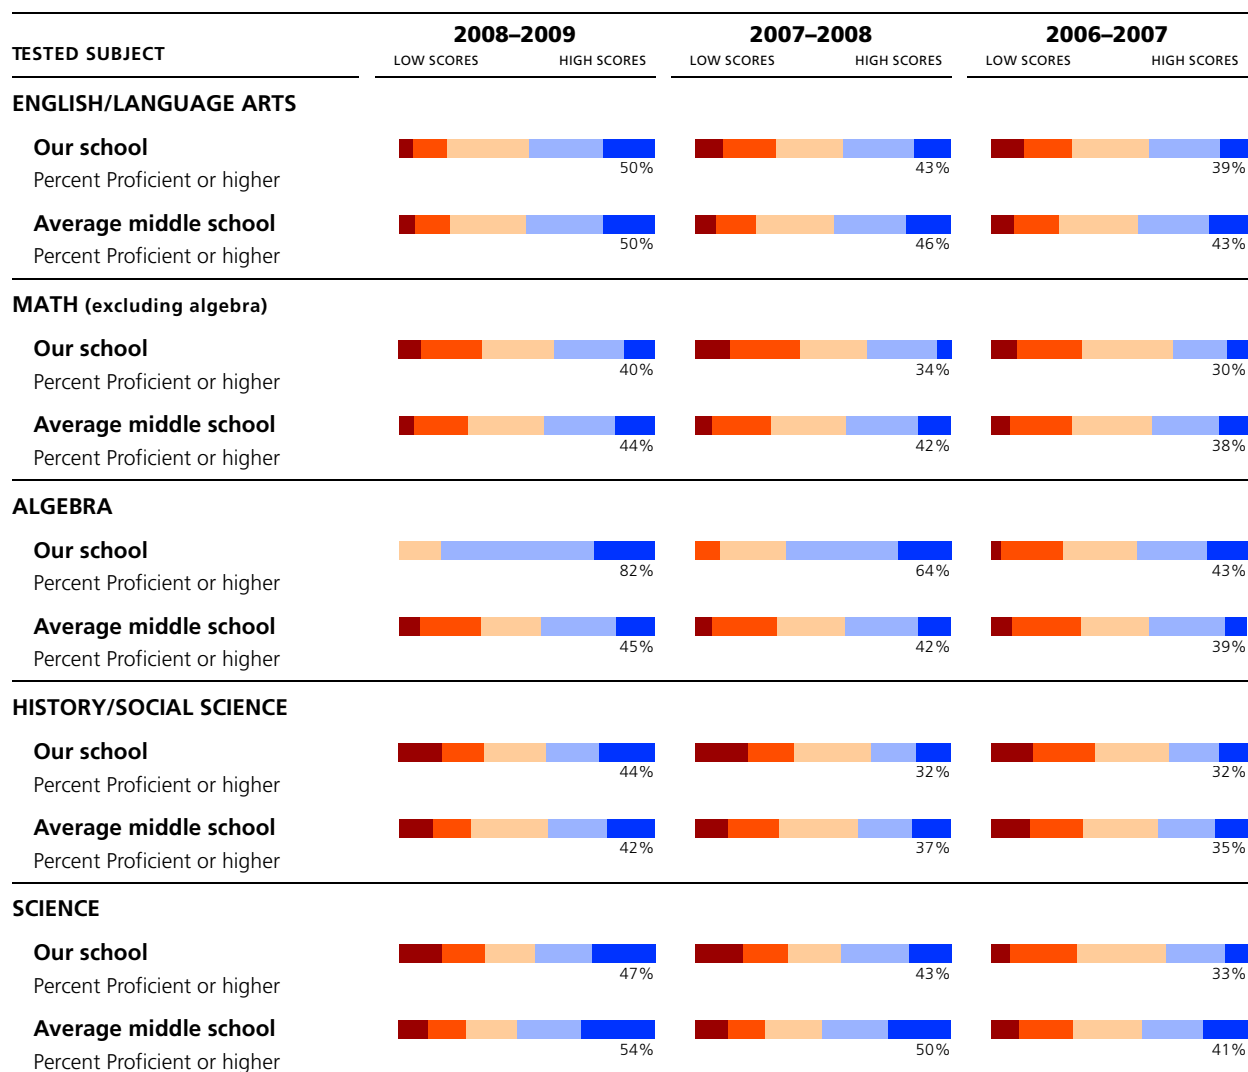 2008–2009 2007–2008 2006–2007
TESTED SUBJECT LOW SCORES HIGH SCORES LOW SCORES HIGH SCORES LOW SCORES HIGH SCORES
ENGLISH/LANGUAGE ARTS
Our school
50% 43% 39%
Percent Proficient or higher
Average middle school
50% 46% 43%
Percent Proficient or higher
MATH (excluding algebra)
Our school
40% 34% 30%
Percent Proficient or higher
Average middle school
44% 42% 38%
Percent Proficient or higher
ALGEBRA
Our school
82% 64% 43%
Percent Proficient or higher
Average middle school
45% 42% 39%
Percent Proficient or higher
HISTORY/SOCIAL SCIENCE
Our school
44% 32% 32%
Percent Proficient or higher
Average middle school
42% 37% 35%
Percent Proficient or higher
SCIENCE
Our school
47% 43% 33%
Percent Proficient or higher
Average middle school
54% 50% 41%
Percent Proficient or higher